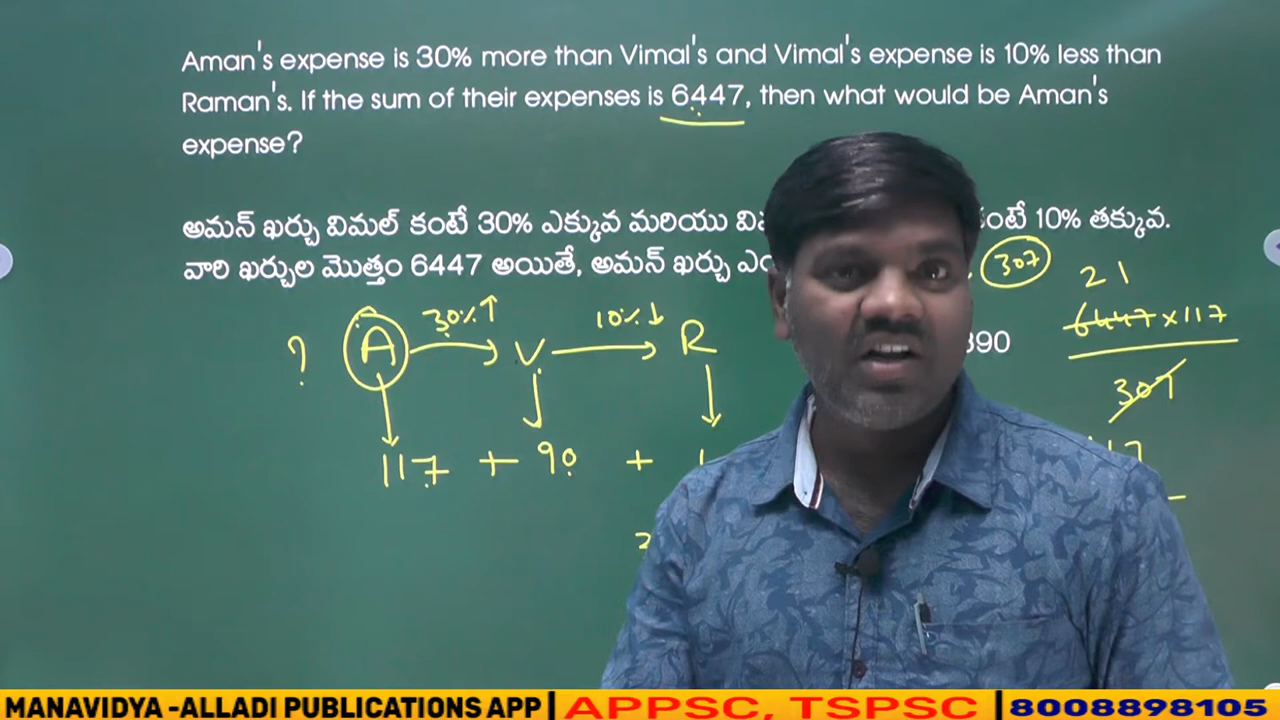 Aman's expense is 30% more than Vimal's and Vimal's expense is 10% less than
Raman's. If the sum of their expenses is 6447, then what would be Aman's
expense?
అమన్ ఖర్చు విమల్ కంటే 30% ఎక్కువ మరియు కంటే 10% తక్కువ.
వారి ఖర్చుల మొత్తం 6447 అయితే, అమన్ ఖర్చు
307
21
6447 x 117
307
390
? A 30% ↑ V 10% ↓ R
117 + 90 +
117
MANAVIDYA -ALLADI PUBLICATIONS APP | APPSC, TSPSC | 8008898105